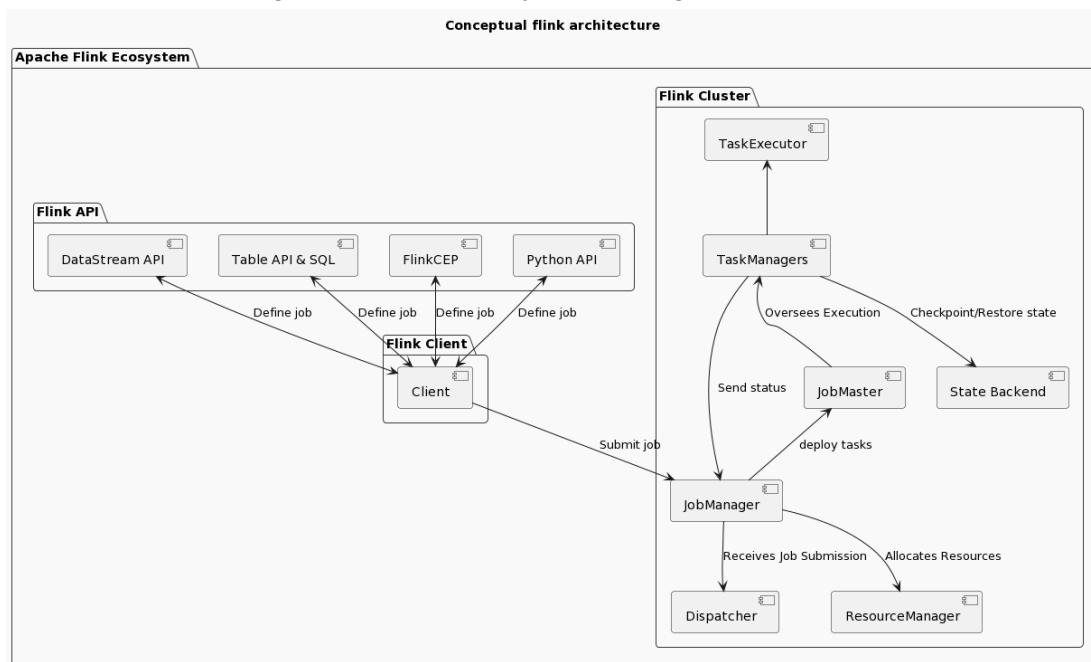 Conceptual flink architecture
Apache Flink Ecosystem
Flink Cluster
TaskExecutor
Flink API
DataStream API
Table API & SQL
FlinkCEP
Python API
TaskManagers
Define job
Define job
Define job
Define job
Oversees Execution
Checkpoint/Restore state
Flink Client
Client
Send status
JobMaster
State Backend
Submit job
deploy tasks
JobManager
Receives Job Submission
Allocates Resources
Dispatcher
ResourceManager